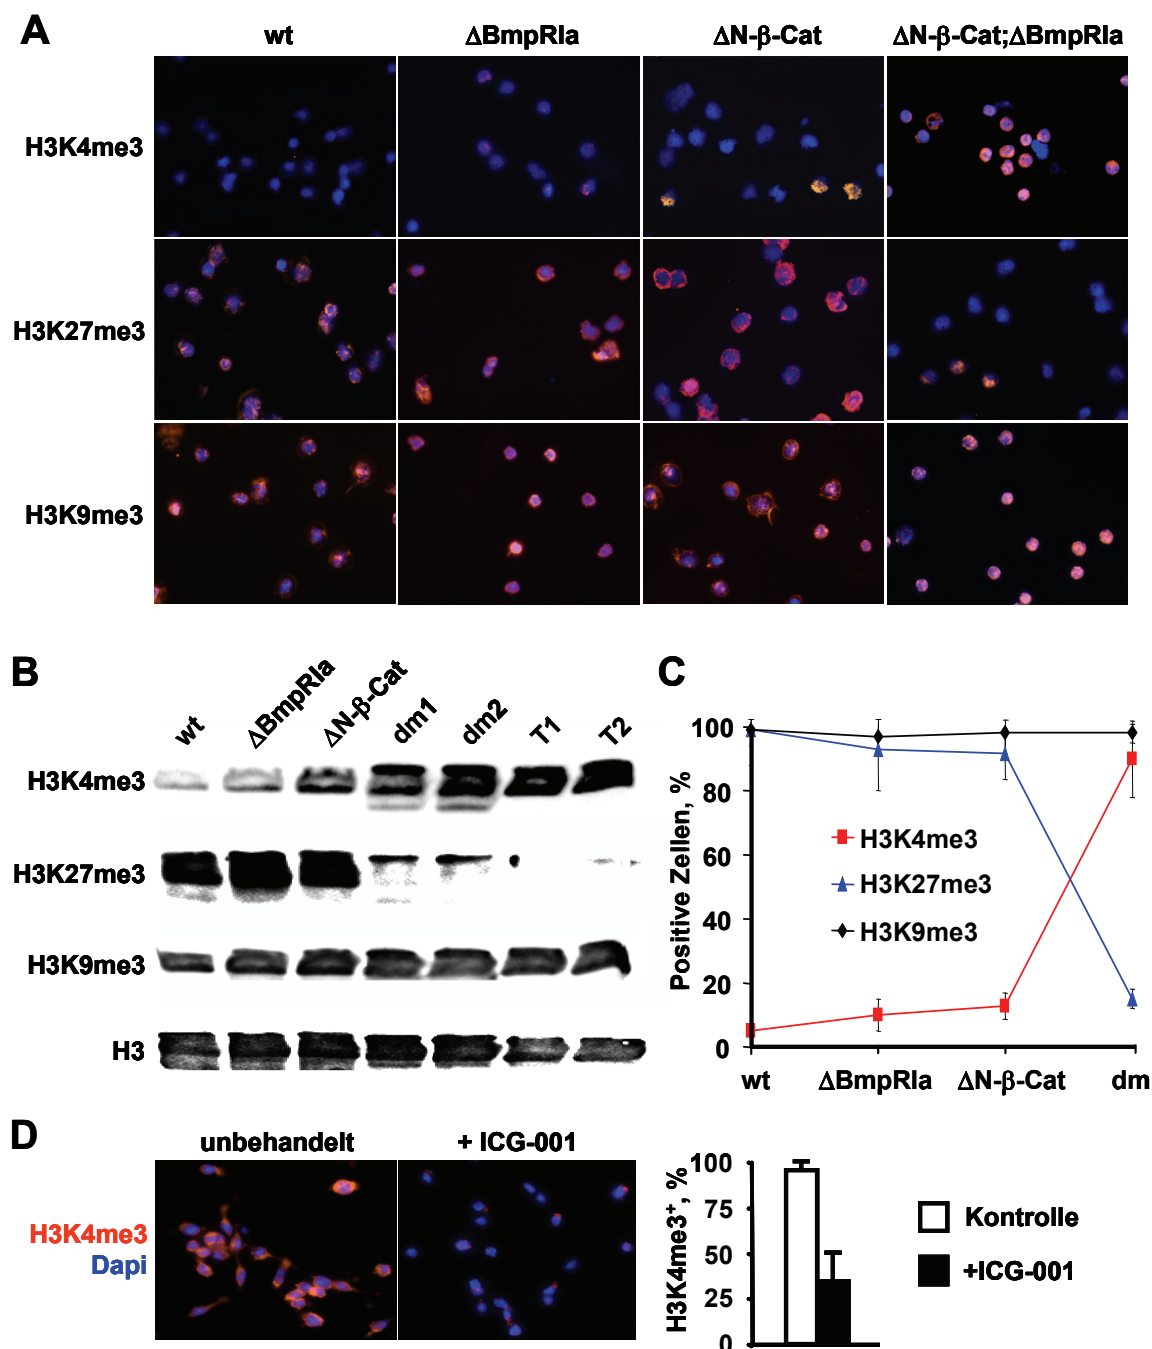 A
wt
ΔBmpRIa
ΔN-β-Cat
ΔN-β-Cat;ΔBmpRIa
H3K4me3
H3K27me3
H3K9me3
B
wt
ΔBmpRIa
ΔN-β-Cat
dm1
dm2
T1
T2
H3K4me3
H3K27me3
H3K9me3
H3
C
Positive Zellen, %
100
80
60
40
20
0
H3K4me3
H3K27me3
H3K9me3
wt
ΔBmpRIa
ΔN-β-Cat
dm
D
unbehandelt
+ ICG-001
H3K4me3
Dapi
H3K4me3⁺, %
100
75
50
25
0
Kontrolle
+ICG-001